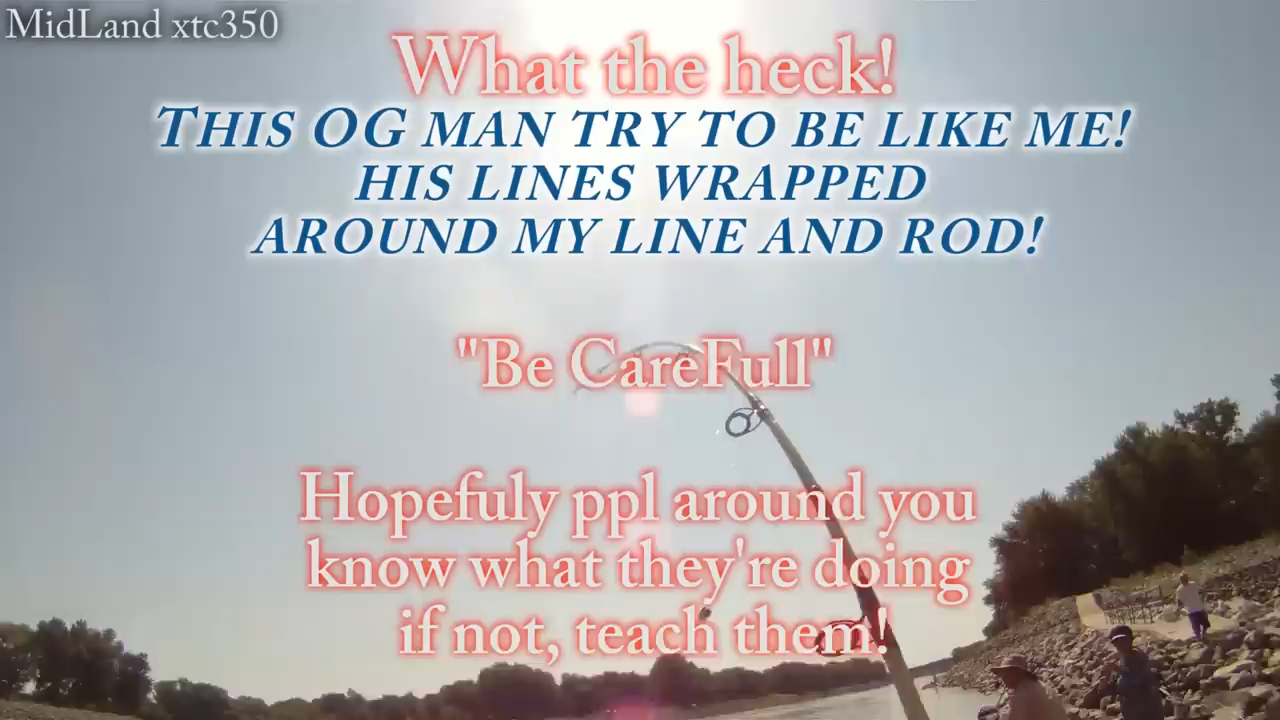 MidLand xtc350
What the heck!
THIS OG MAN TRY TO BE LIKE ME!
HIS LINES WRAPPED
AROUND MY LINE AND ROD!
"Be CareFull"
Hopefuly ppl around you
know what they're doing
if not, teach them!